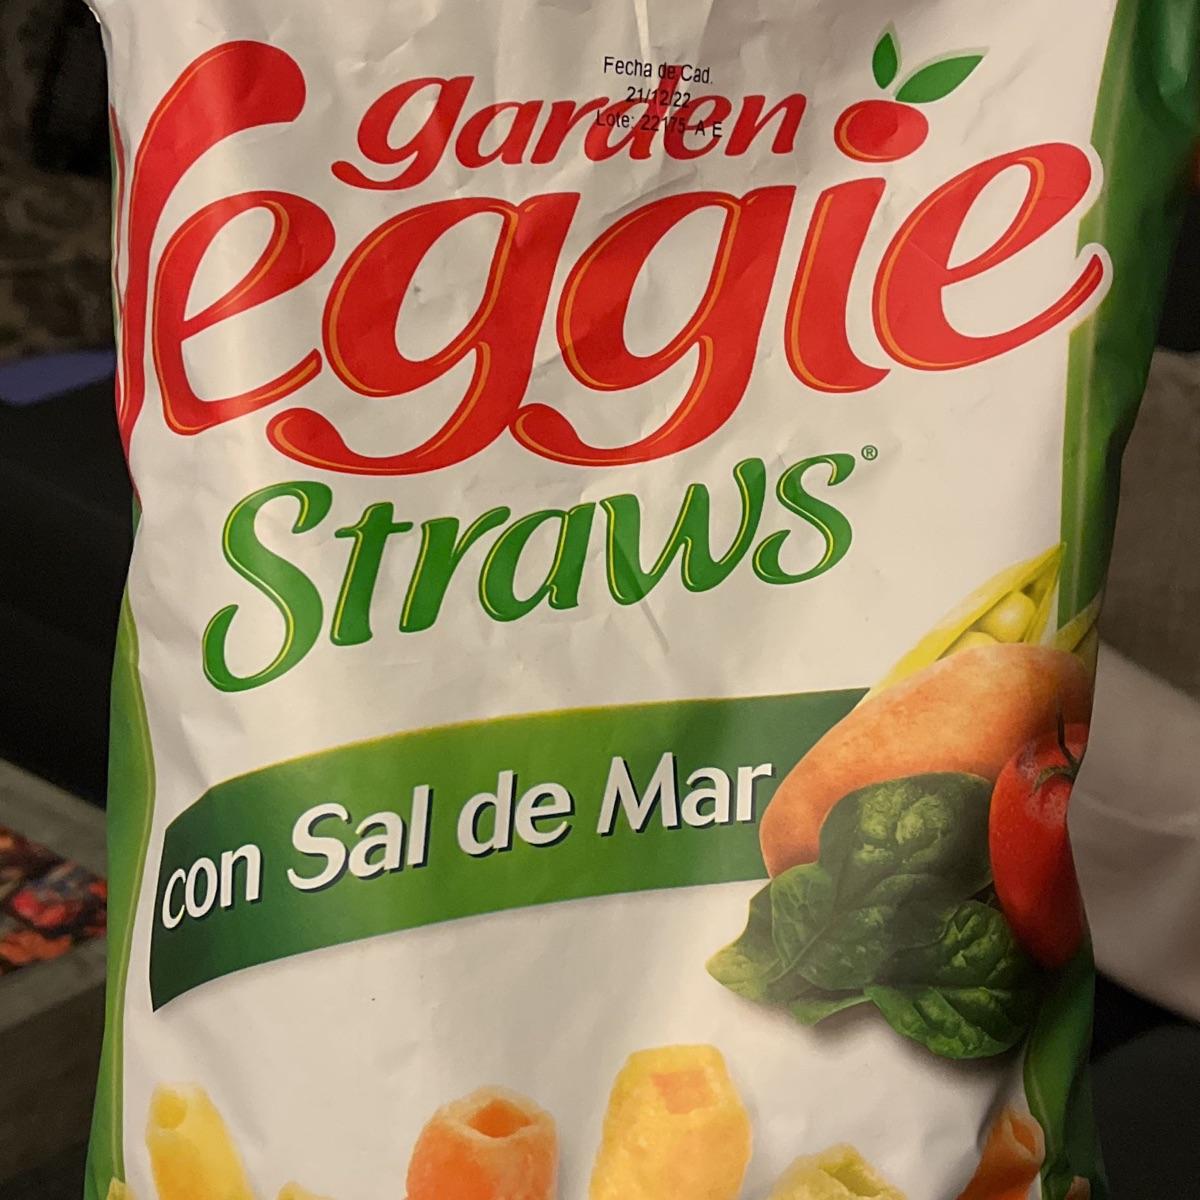 Fecha de Cad.
21/12/22
Lote: 22175-A E
garden
Veggie
Straws®
con Sal de Mar